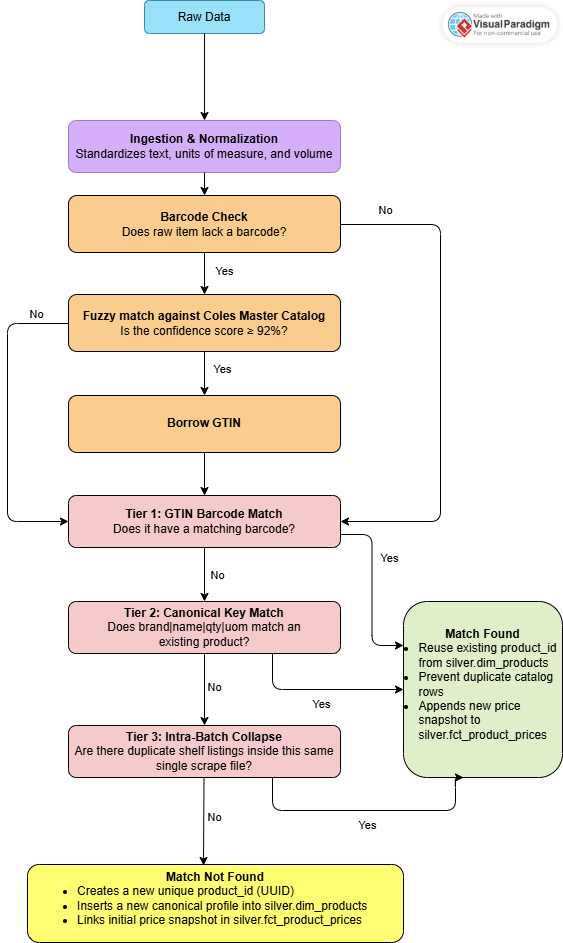 Raw Data
Made with
VisualParadigm
For non-commercial use
Ingestion & Normalization
Standardizes text, units of measure, and volume
Barcode Check
Does raw item lack a barcode?
No
Yes
Fuzzy match against Coles Master Catalog
Is the confidence score ≥ 92%?
No
Yes
Borrow GTIN
Tier 1: GTIN Barcode Match
Does it have a matching barcode?
Yes
No
Tier 2: Canonical Key Match
Does brand|name|qty|uom match an
existing product?
Match Found
• Reuse existing product_id
from silver.dim_products
• Prevent duplicate catalog
rows
• Appends new price
snapshot to
silver.fct_product_prices
No
Yes
Tier 3: Intra-Batch Collapse
Are there duplicate shelf listings inside this same
single scrape file?
No
Yes
Match Not Found
• Creates a new unique product_id (UUID)
• Inserts a new canonical profile into silver.dim_products
• Links initial price snapshot in silver.fct_product_prices